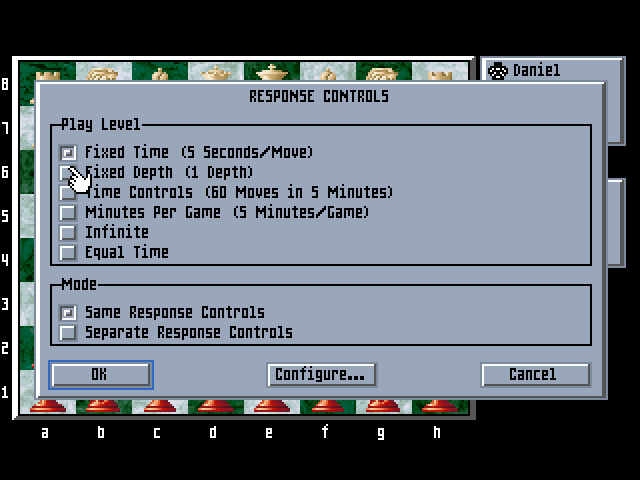 Daniel
RESPONSE CONTROLS
Play Level
Fixed Time (5 Seconds/Move)
Fixed Depth (1 Depth)
Time Controls (60 Moves in 5 Minutes)
Minutes Per Game (5 Minutes/Game)
Infinite
Equal Time
Mode
Same Response Controls
Separate Response Controls
OK Configure... Cancel
8
7
6
5
4
3
2
1
a b c d e f g h